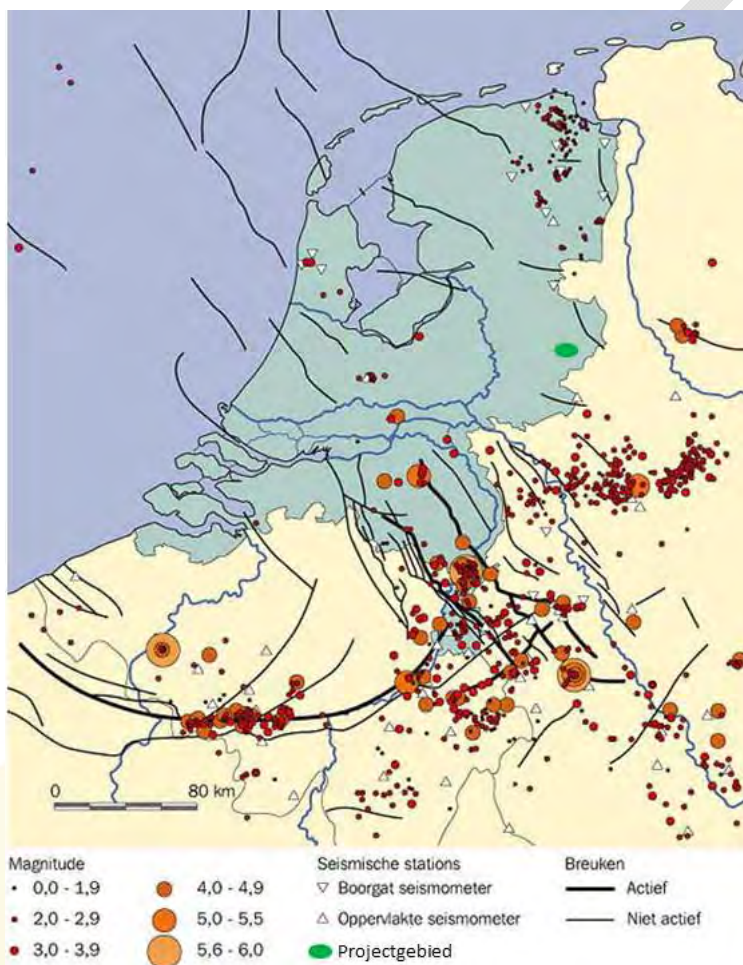 0 80 km
Magnitude
0,0 - 1,9
2,0 - 2,9
3,0 - 3,9
4,0 - 4,9
5,0 - 5,5
5,6 - 6,0
Seismische stations
Boorgat seismometer
Oppervlakte seismometer
Projectgebied
Breuken
Actief
Niet actief